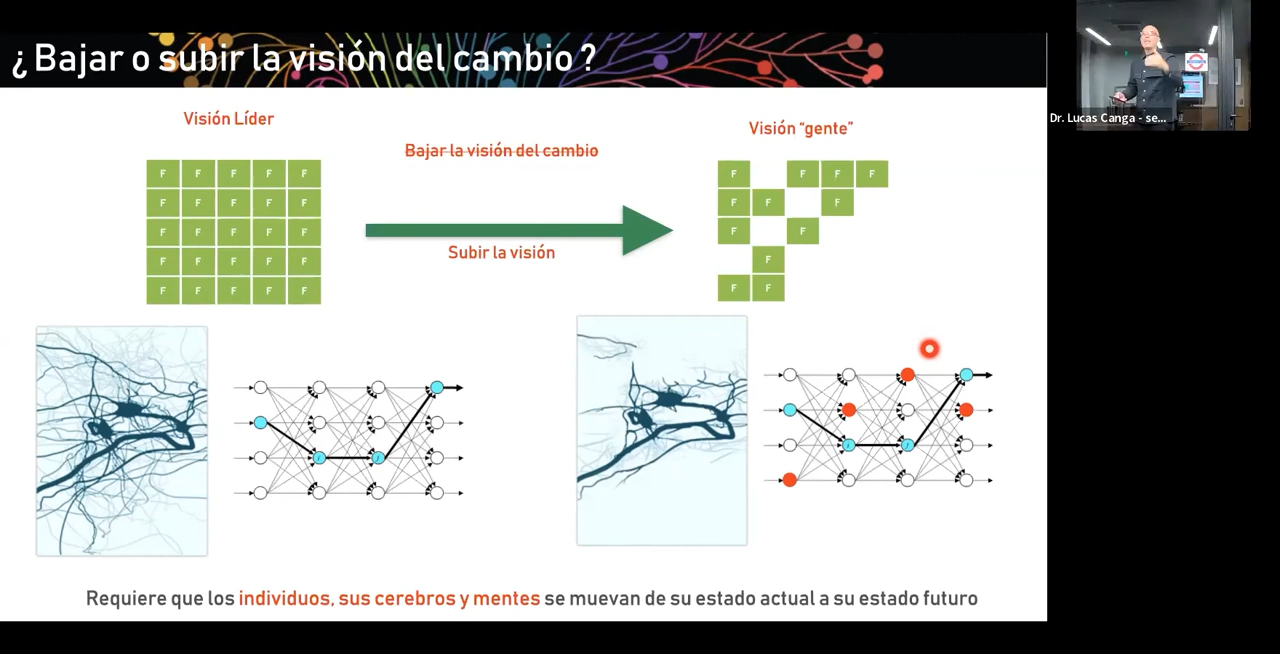 ¿ Bajar o subir la visión del cambio ?
Dr. Lucas Canga - se...
Visión Líder
Bajar la visión del cambio
Visión “gente”
F F F F F
F F F F F
F F F F F
F F F F F
F F F F F
Subir la visión
F F F F
F F F
F F
F
F F
Requiere que los individuos, sus cerebros y mentes se muevan de su estado actual a su estado futuro